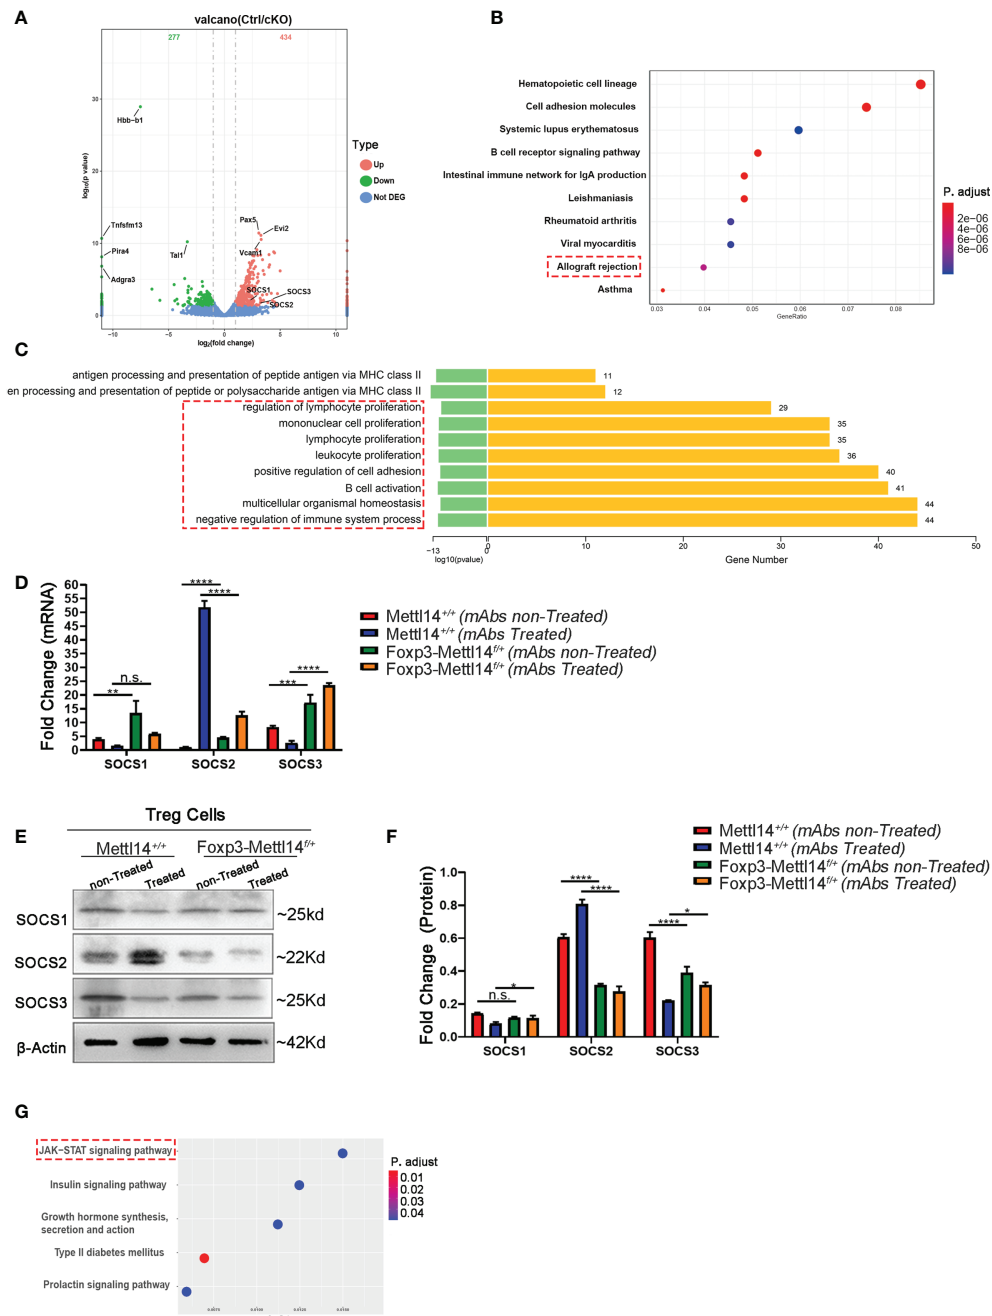 A
valcano(Ctrl/cKO)
277
434
30
20
10
0
−10
−5
0
5
10
log2(fold change)
log10(p value)
Hbb−b1
Tnfsfm13
Pira4
Adgra3
Tal1
Pax5
Evi2
Vcam1
SOCS1
SOCS3
SOCS2
Type
Up
Down
Not DEG
B
Hematopoietic cell lineage
Cell adhesion molecules
Systemic lupus erythematosus
B cell receptor signaling pathway
Intestinal immune network for IgA production
Leishmaniasis
Rheumatoid arthritis
Viral myocarditis
Allograft rejection
Asthma
0.03
0.04
0.05
0.06
0.07
0.08
GeneRatio
P. adjust
2e−06
4e−06
6e−06
8e−06
C
antigen processing and presentation of peptide antigen via MHC class II
11
en processing and presentation of peptide or polysaccharide antigen via MHC class II
12
regulation of lymphocyte proliferation
29
mononuclear cell proliferation
35
lymphocyte proliferation
35
leukocyte proliferation
36
positive regulation of cell adhesion
40
B cell activation
41
multicellular organismal homeostasis
44
negative regulation of immune system process
44
−13
0
0
10
20
30
40
50
log10(pvalue)
Gene Number
D
Fold Change (mRNA)
60
55
50
45
40
35
30
25
20
15
10
5
0
**
n.s.
****
****
***
****
SOCS1
SOCS2
SOCS3
Mettl14+/+ (mAbs non-Treated)
Mettl14+/+ (mAbs Treated)
Foxp3-Mettl14f/+ (mAbs non-Treated)
Foxp3-Mettl14f/+ (mAbs Treated)
E
Treg Cells
Mettl14+/+
Foxp3-Mettl14f/+
non-Treated
Treated
non-Treated
Treated
SOCS1
~25kd
SOCS2
~22Kd
SOCS3
~25Kd
β-Actin
~42Kd
F
Mettl14+/+ (mAbs non-Treated)
Mettl14+/+ (mAbs Treated)
Foxp3-Mettl14f/+ (mAbs non-Treated)
Foxp3-Mettl14f/+ (mAbs Treated)
Fold Change (Protein)
1.0
0.8
0.6
0.4
0.2
0.0
n.s.
*
****
****
****
*
SOCS1
SOCS2
SOCS3
G
JAK−STAT signaling pathway
Insulin signaling pathway
Growth hormone synthesis,
secretion and action
Type II diabetes mellitus
Prolactin signaling pathway
0.0075
0.0100
0.0125
0.0150
P. adjust
0.01
0.02
0.03
0.04